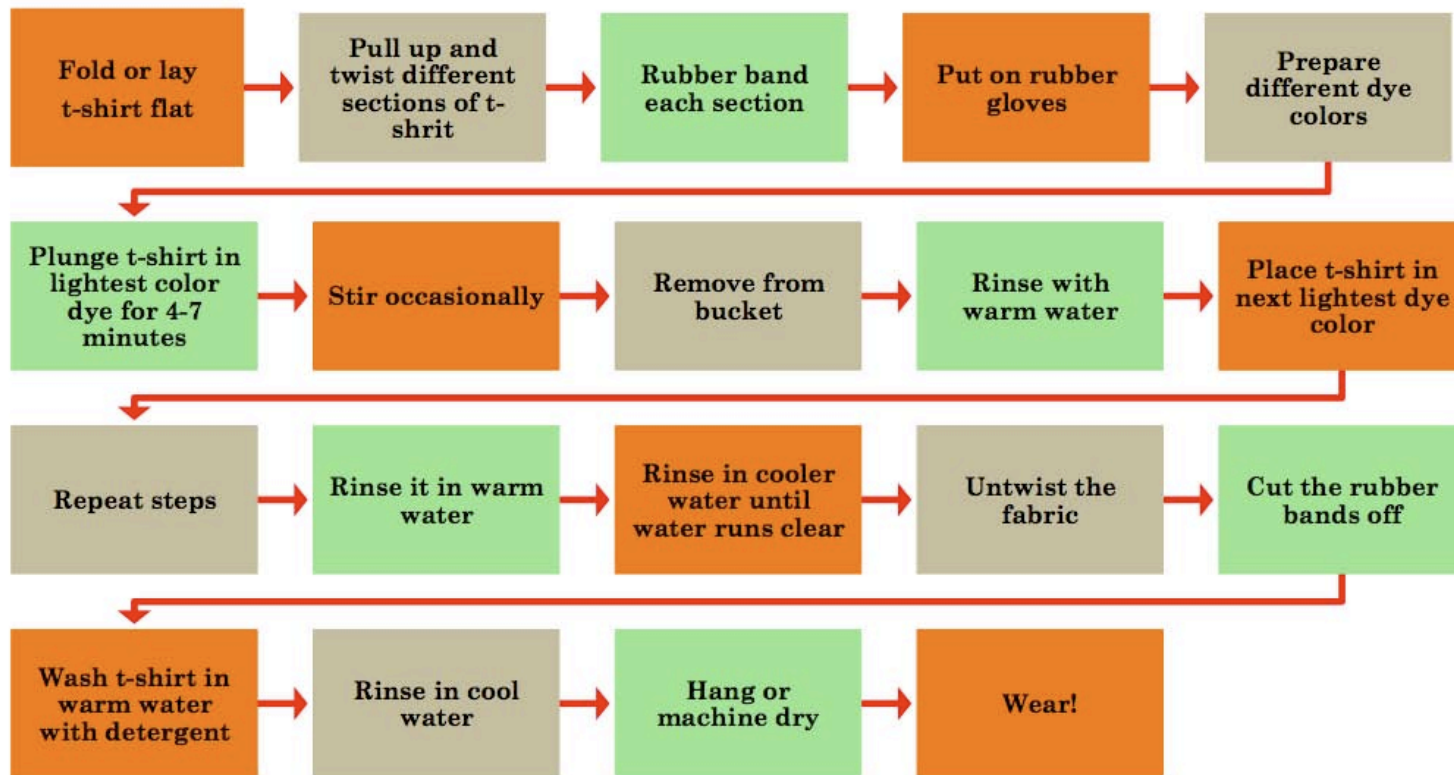 Fold or lay
t-shirt flat
Pull up and
twist different
sections of t-
shrit
Rubber band
each section
Put on rubber
gloves
Prepare
different dye
colors
Plunge t-shirt in
lightest color
dye for 4-7
minutes
Stir occasionally
Remove from
bucket
Rinse with
warm water
Place t-shirt in
next lightest dye
color
Repeat steps
Rinse it in warm
water
Rinse in cooler
water until
water runs clear
Untwist the
fabric
Cut the rubber
bands off
Wash t-shirt in
warm water
with detergent
Rinse in cool
water
Hang or
machine dry
Wear!